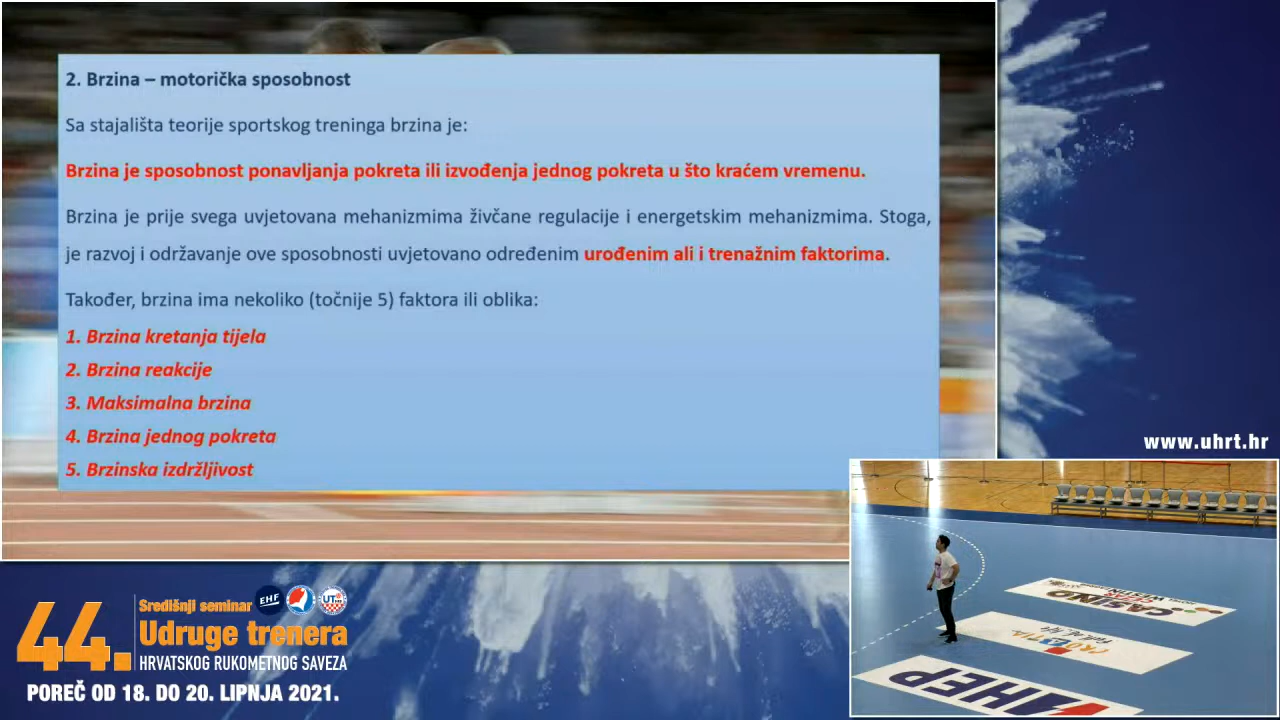 2. Brzina – motorička sposobnost
Sa stajališta teorije sportskog treninga brzina je:
Brzina je sposobnost ponavljanja pokreta ili izvođenja jednog pokreta u što kraćem vremenu.
Brzina je prije svega uvjetovana mehanizmima živčane regulacije i energetskim mehanizmima. Stoga,
je razvoj i održavanje ove sposobnosti uvjetovano određenim urođenim ali i trenažnim faktorima.
Također, brzina ima nekoliko (točnije 5) faktora ili oblika:
1. Brzina kretanja tijela
2. Brzina reakcije
3. Maksimalna brzina
4. Brzina jednog pokreta
5. Brzinska izdržljivost
www.uhrt.hr
CASINO
CROATIA
HEP
44.
Središnji seminar
EHF
Udruge trenera
HRVATSKOG RUKOMETNOG SAVEZA
POREČ OD 18. DO 20. LIPNJA 2021.